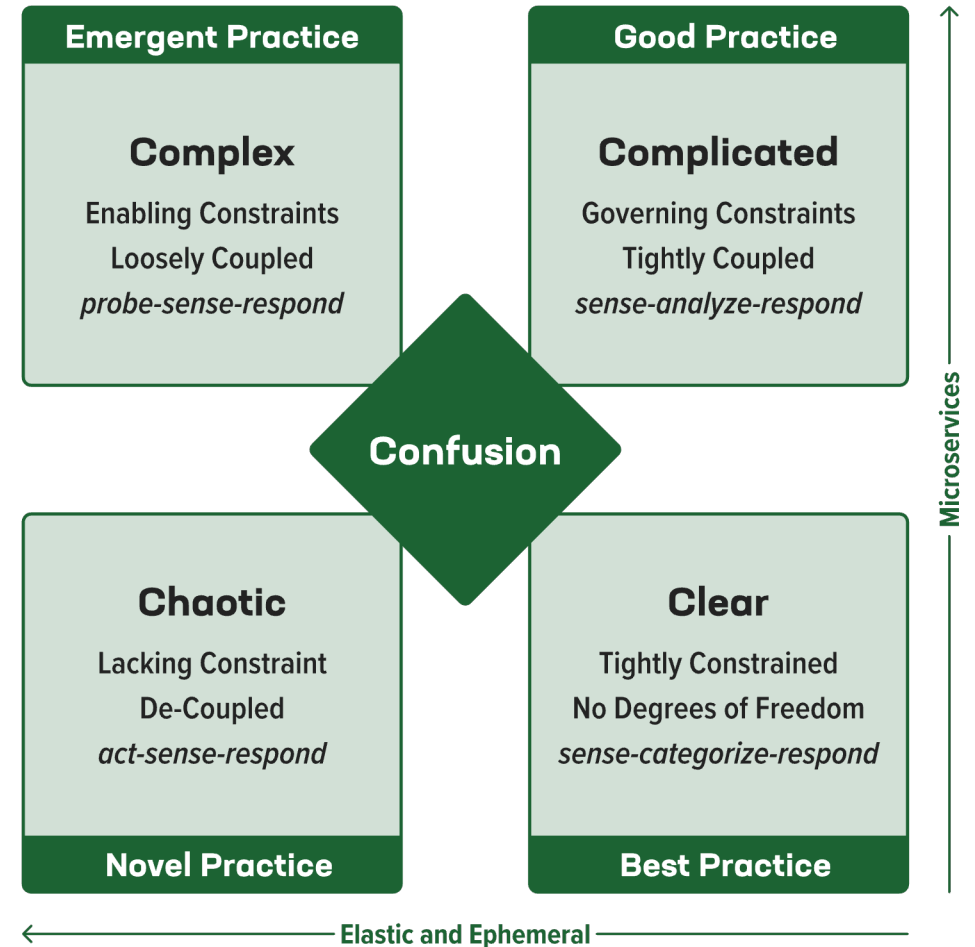 Emergent Practice
Complex
Enabling Constraints
Loosely Coupled
probe-sense-respond
Good Practice
Complicated
Governing Constraints
Tightly Coupled
sense-analyze-respond
Confusion
Chaotic
Lacking Constraint
De-Coupled
act-sense-respond
Novel Practice
Clear
Tightly Constrained
No Degrees of Freedom
sense-categorize-respond
Best Practice
Microservices
Elastic and Ephemeral